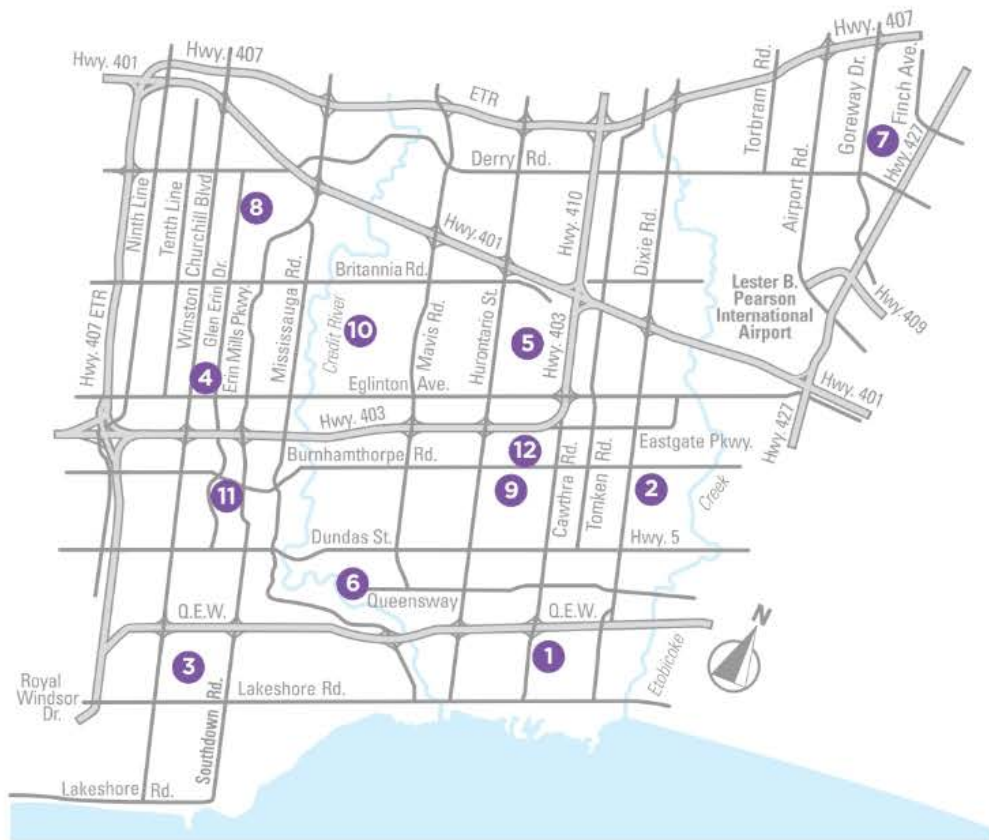 Hwy. 407
Hwy. 401
Hwy. 407
ETR
Torbram Rd.
Airport Rd.
Goreway Dr.
Finch Ave.
Hwy. 427
7
Derry Rd.
Hwy. 410
Dixie Rd.
Ninth Line
Tenth Line
Winston Churchill Blvd
Glen Erin Dr.
Erin Mills Pkwy.
8
Mississauga Rd.
Britannia Rd.
Hwy.401
Credit River
10
Mavis Rd.
Hurontario St.
5
Hwy. 403
Lester B.
Pearson
International
Airport
Hwy. 409
Hwy. 407 ETR
4
Eglinton Ave.
Hwy. 401
Hwy. 427
Hwy. 403
Burnhamthorpe Rd.
12
Cawthra Rd.
Tomken Rd.
Eastgate Pkwy.
11
9
2
Creek
Dundas St.
Hwy. 5
6
Queensway
Q.E.W.
Q.E.W.
N
3
1
Etobicoke
Royal
Windsor
Dr.
Lakeshore Rd.
Southdown Rd.
Lakeshore Rd.